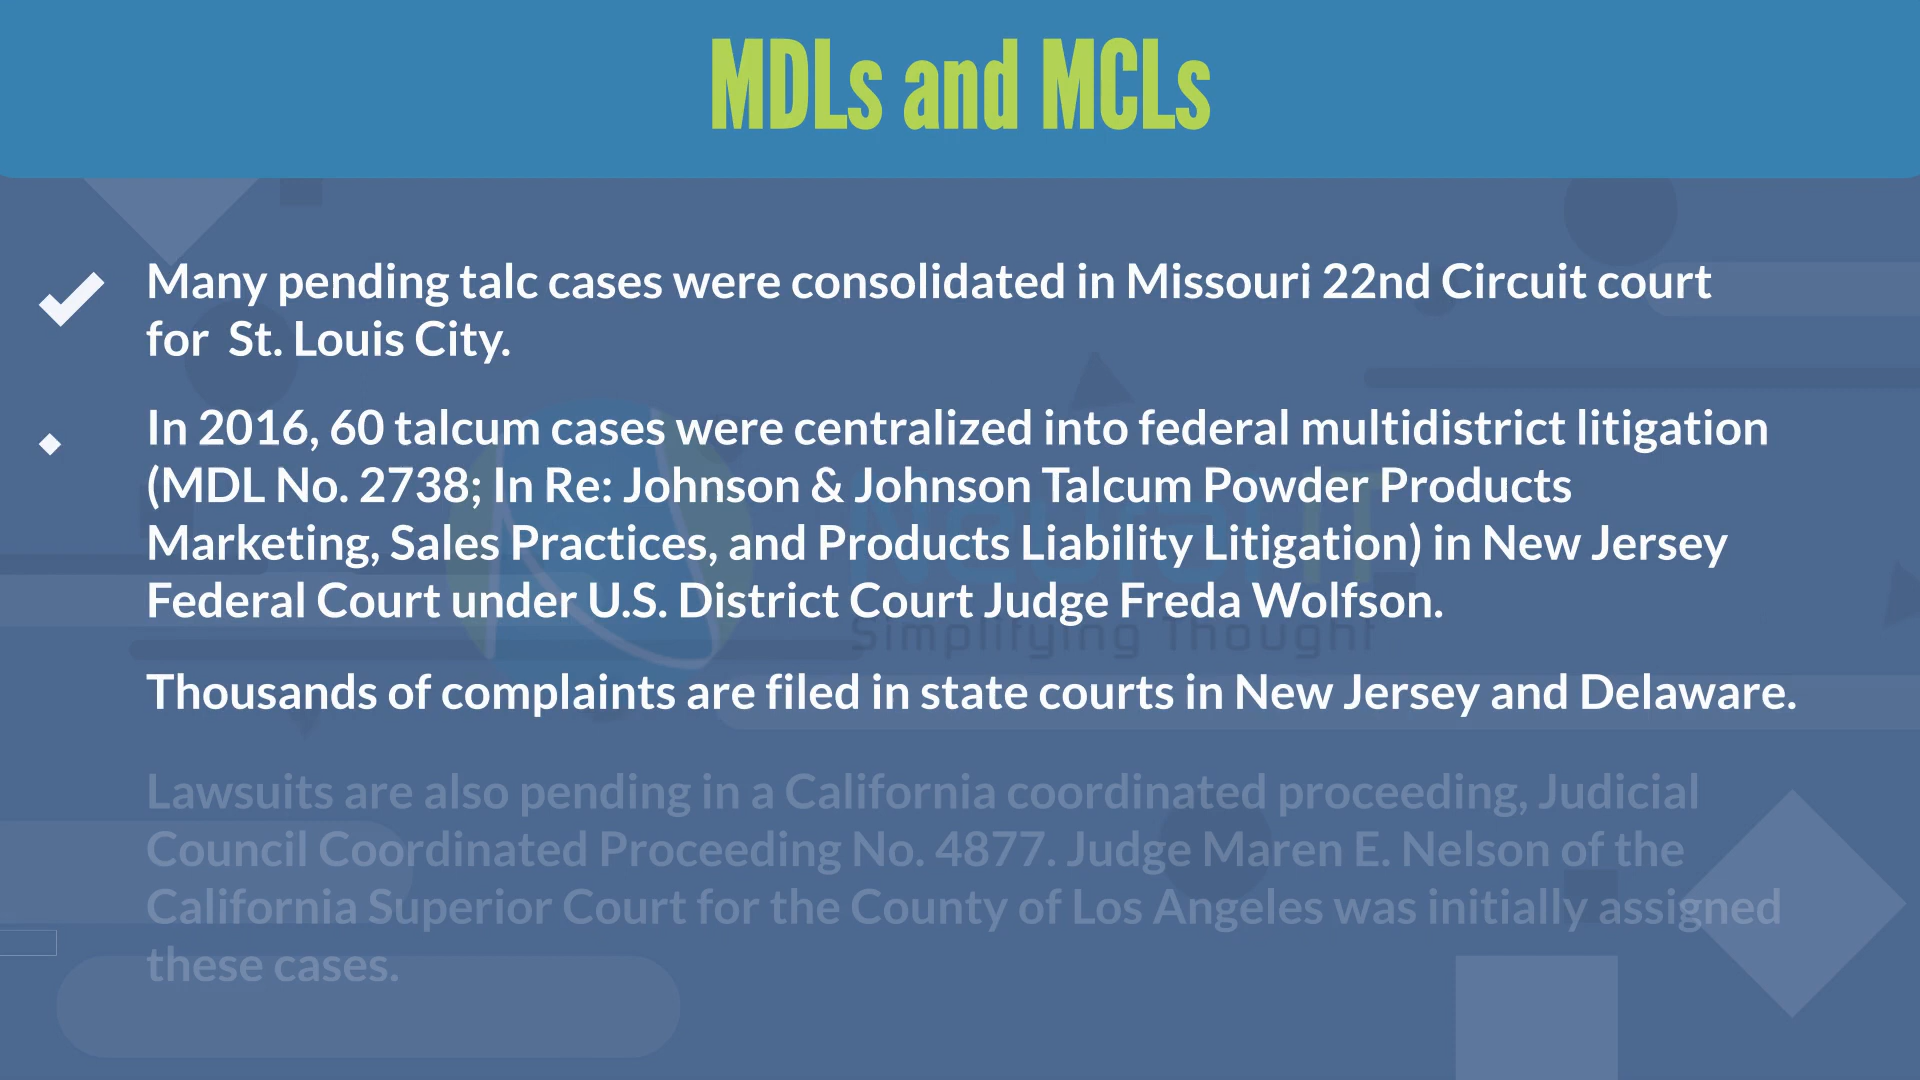 MDLs and MCLs
Many pending talc cases were consolidated in Missouri 22nd Circuit court
for  St. Louis City.
In 2016, 60 talcum cases were centralized into federal multidistrict litigation
(MDL No. 2738; In Re: Johnson & Johnson Talcum Powder Products
Marketing, Sales Practices, and Products Liability Litigation) in New Jersey
Federal Court under U.S. District Court Judge Freda Wolfson.
Neural IT
Simplifying Thought
Thousands of complaints are filed in state courts in New Jersey and Delaware.
Lawsuits are also pending in a California coordinated proceeding, Judicial
Council Coordinated Proceeding No. 4877. Judge Maren E. Nelson of the
California Superior Court for the County of Los Angeles was initially assigned
these cases.